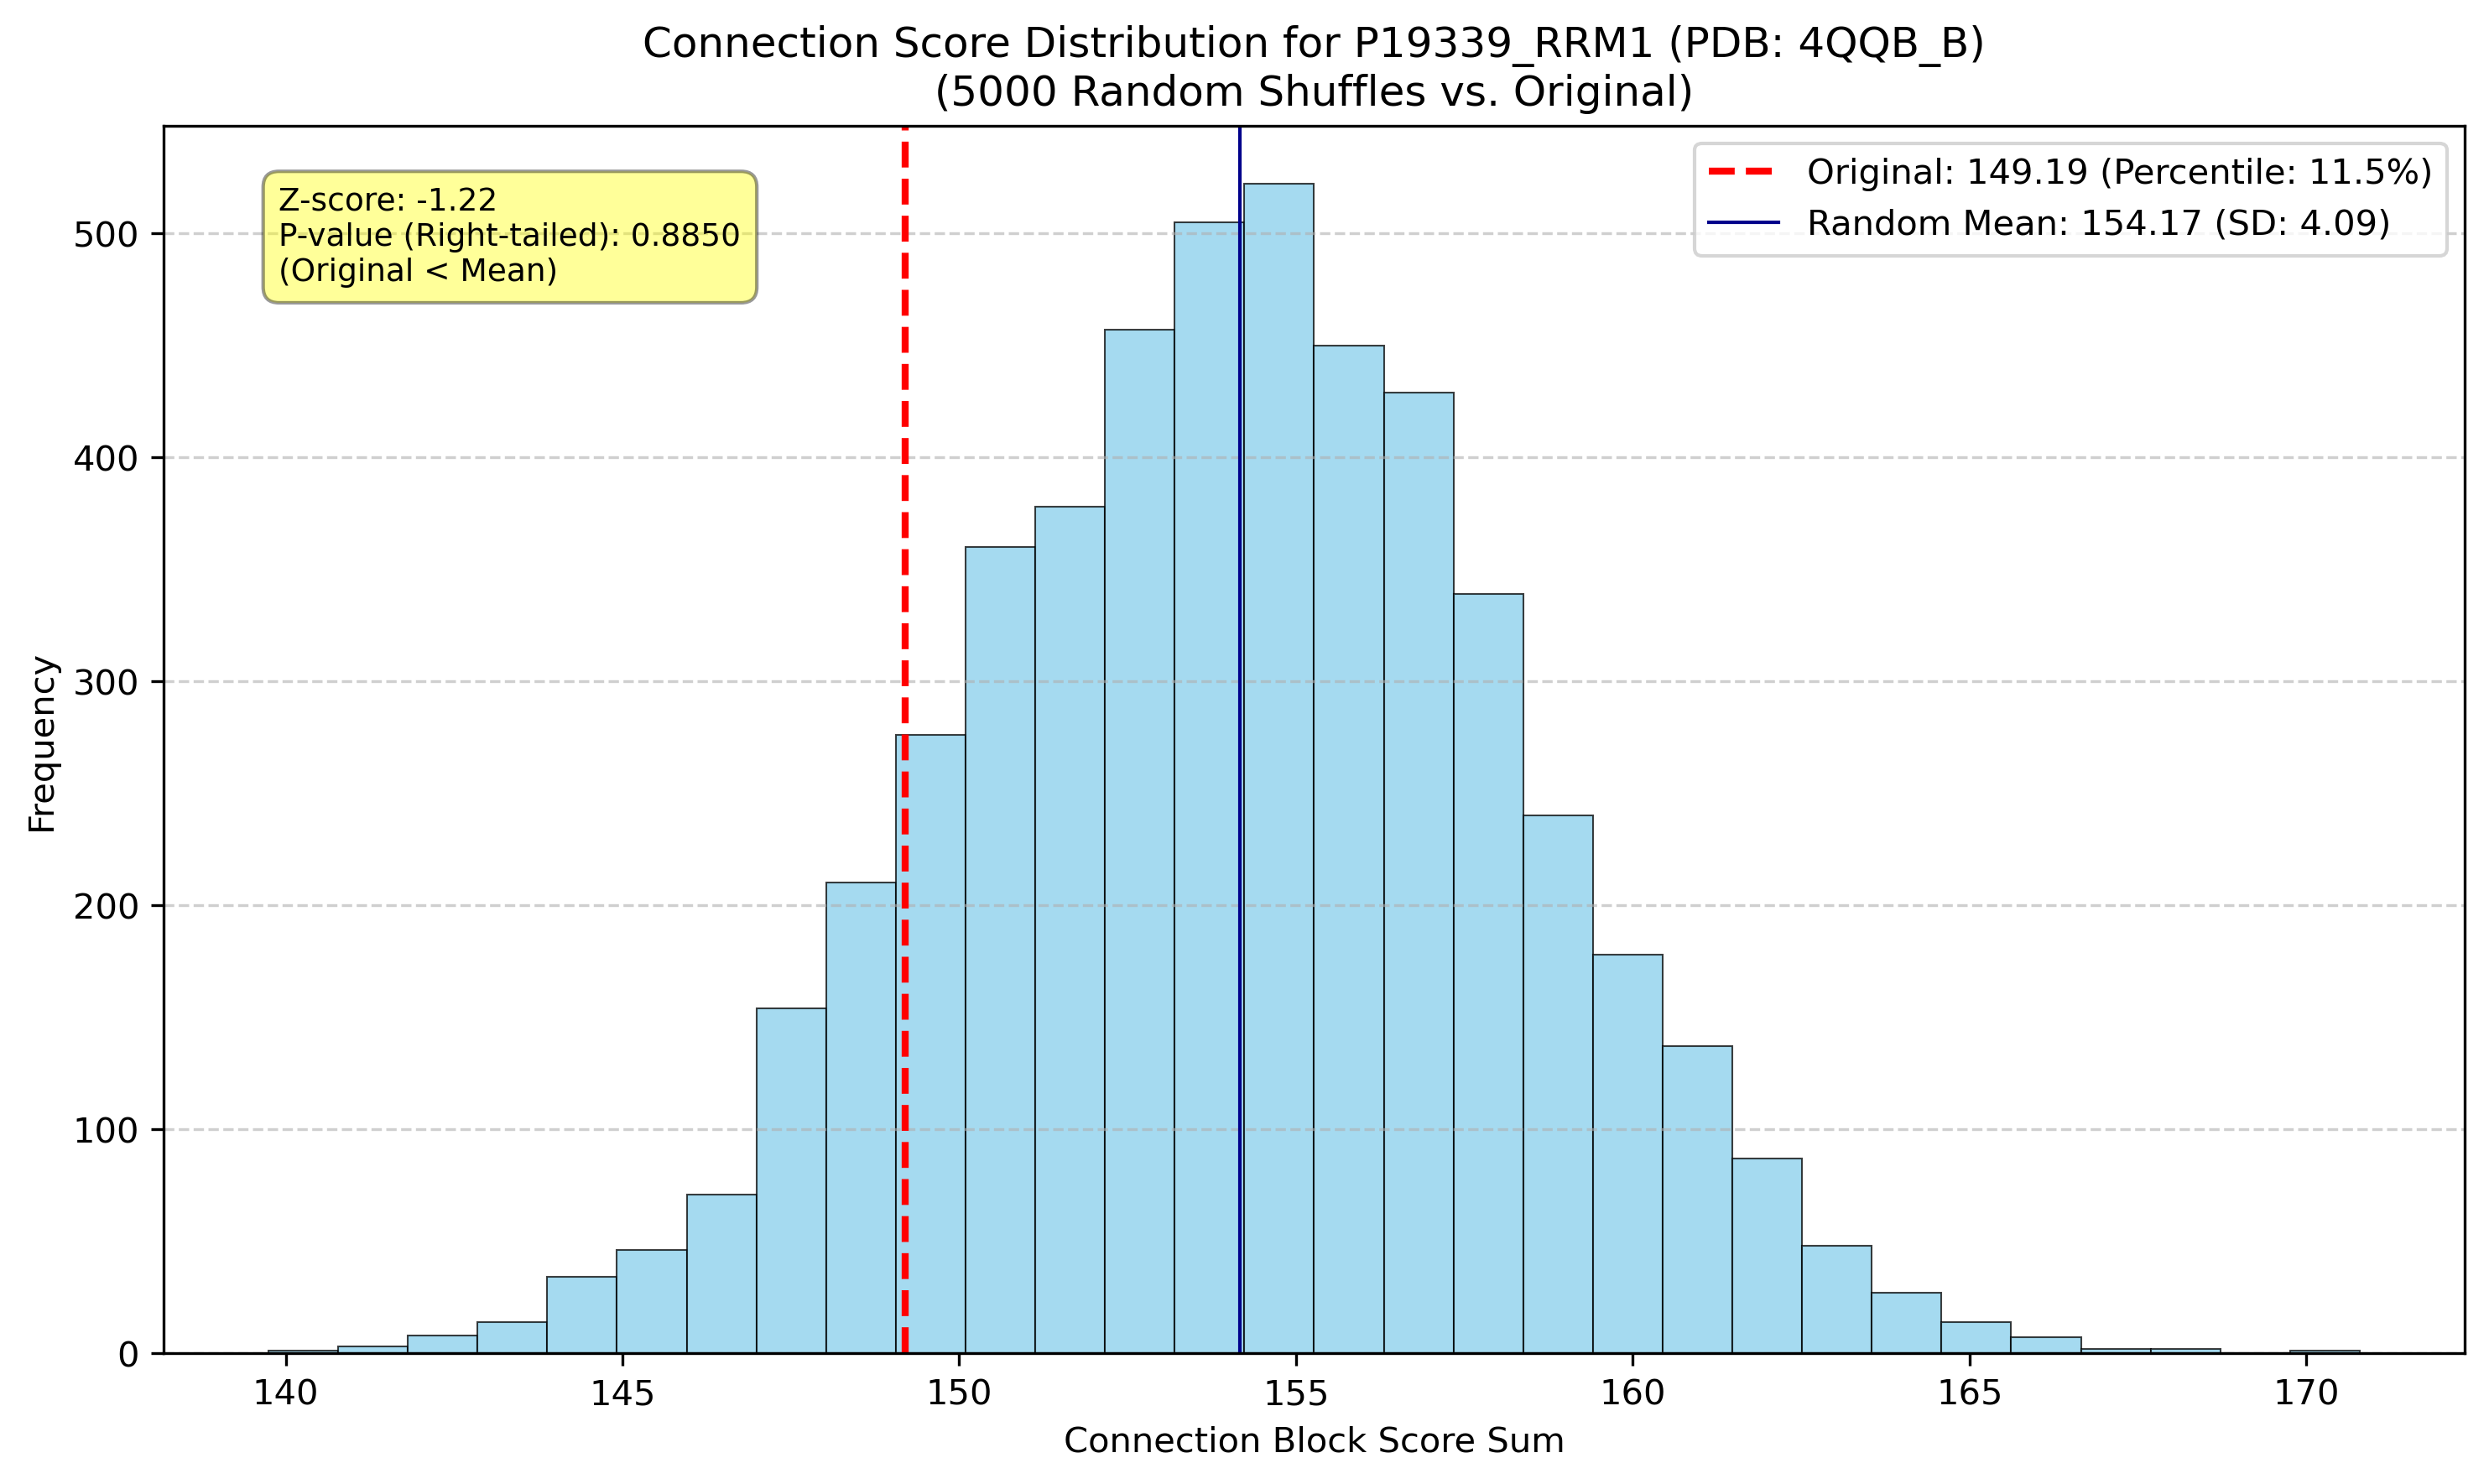 Connection Score Distribution for P19339_RRM1 (PDB: 4QQB_B)
(5000 Random Shuffles vs. Original)
Z-score: -1.22
P-value (Right-tailed): 0.8850
(Original < Mean)
Original: 149.19 (Percentile: 11.5%)
Random Mean: 154.17 (SD: 4.09)
Frequency
500
400
300
200
100
0
140
145
150
155
160
165
170
Connection Block Score Sum